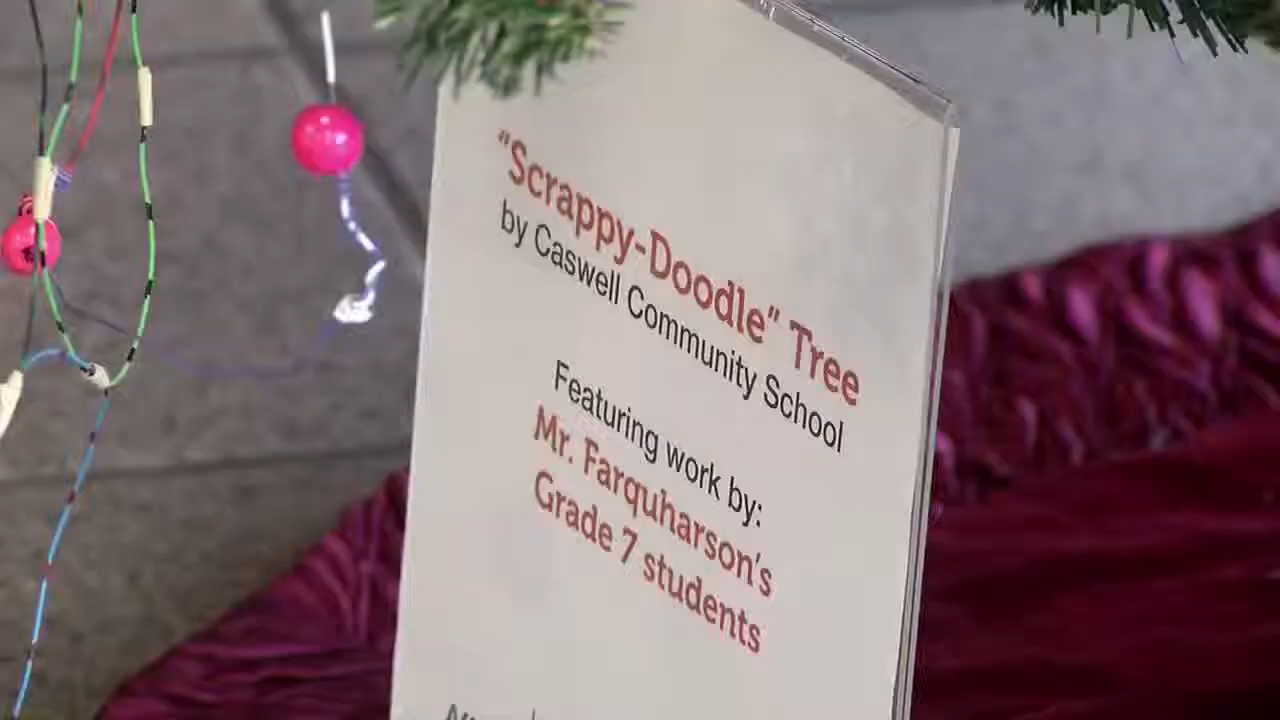 "Scrappy-Doodle" Tree
by Caswell Community School
Featuring work by:
Mr. Farquharson's
Grade 7 students